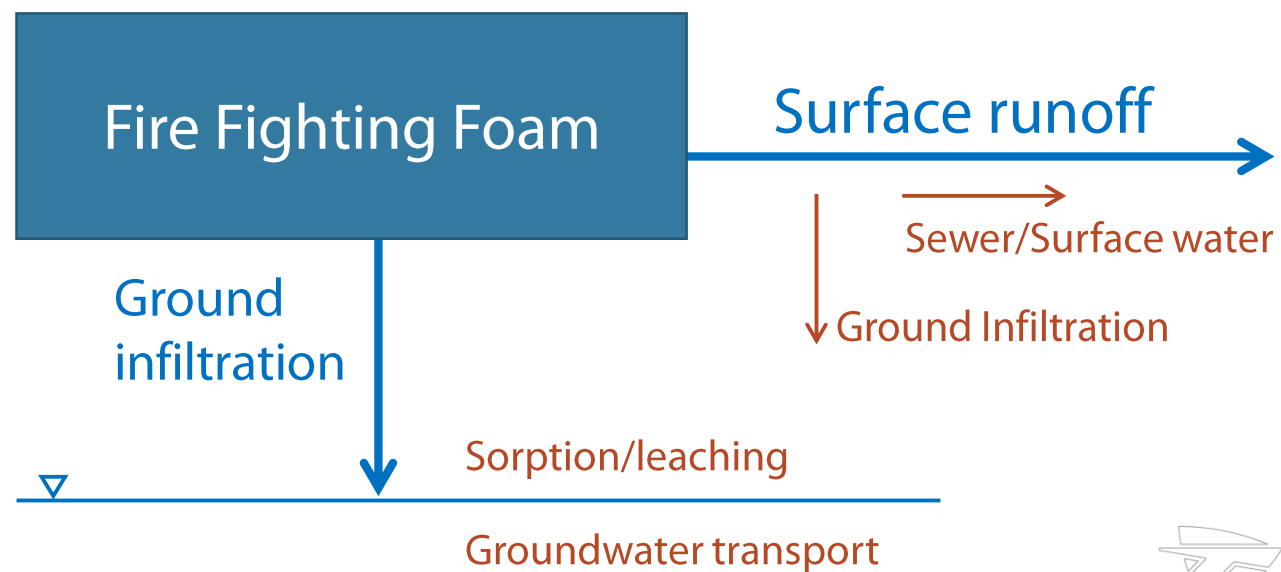 Fire Fighting Foam
Surface runoff
Sewer/Surface water
Ground
infiltration
Ground Infiltration
Sorption/leaching
Groundwater transport